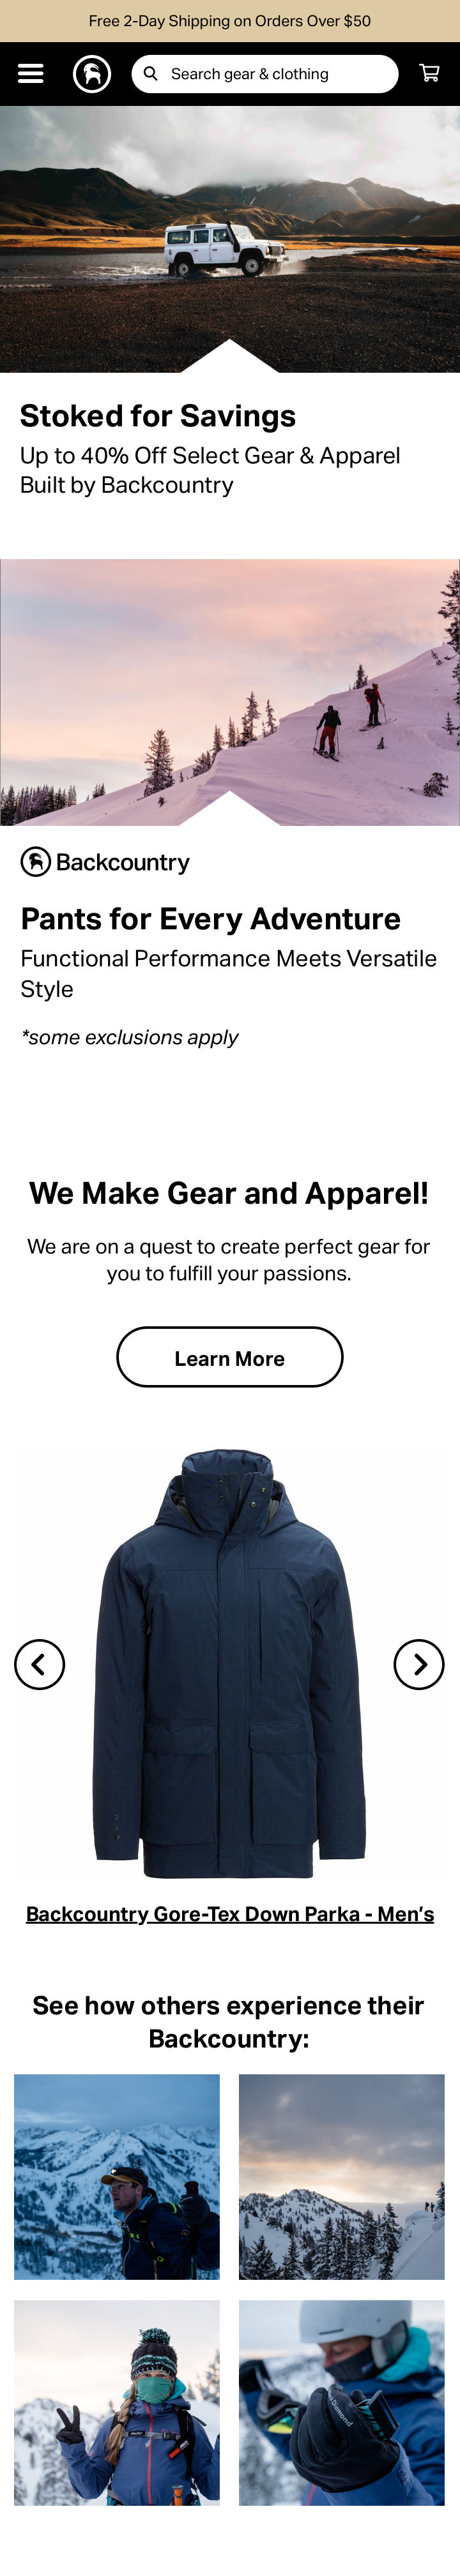 Free 2-Day Shipping on Orders Over $50
Search gear & clothing
Stoked for Savings
Up to 40% Off Select Gear & Apparel
Built by Backcountry
Backcountry
Pants for Every Adventure
Functional Performance Meets Versatile
Style
*some exclusions apply
We Make Gear and Apparel!
We are on a quest to create perfect gear for
you to fulfill your passions.
Learn More
Backcountry Gore-Tex Down Parka - Men’s
See how others experience their
Backcountry:
Diamond